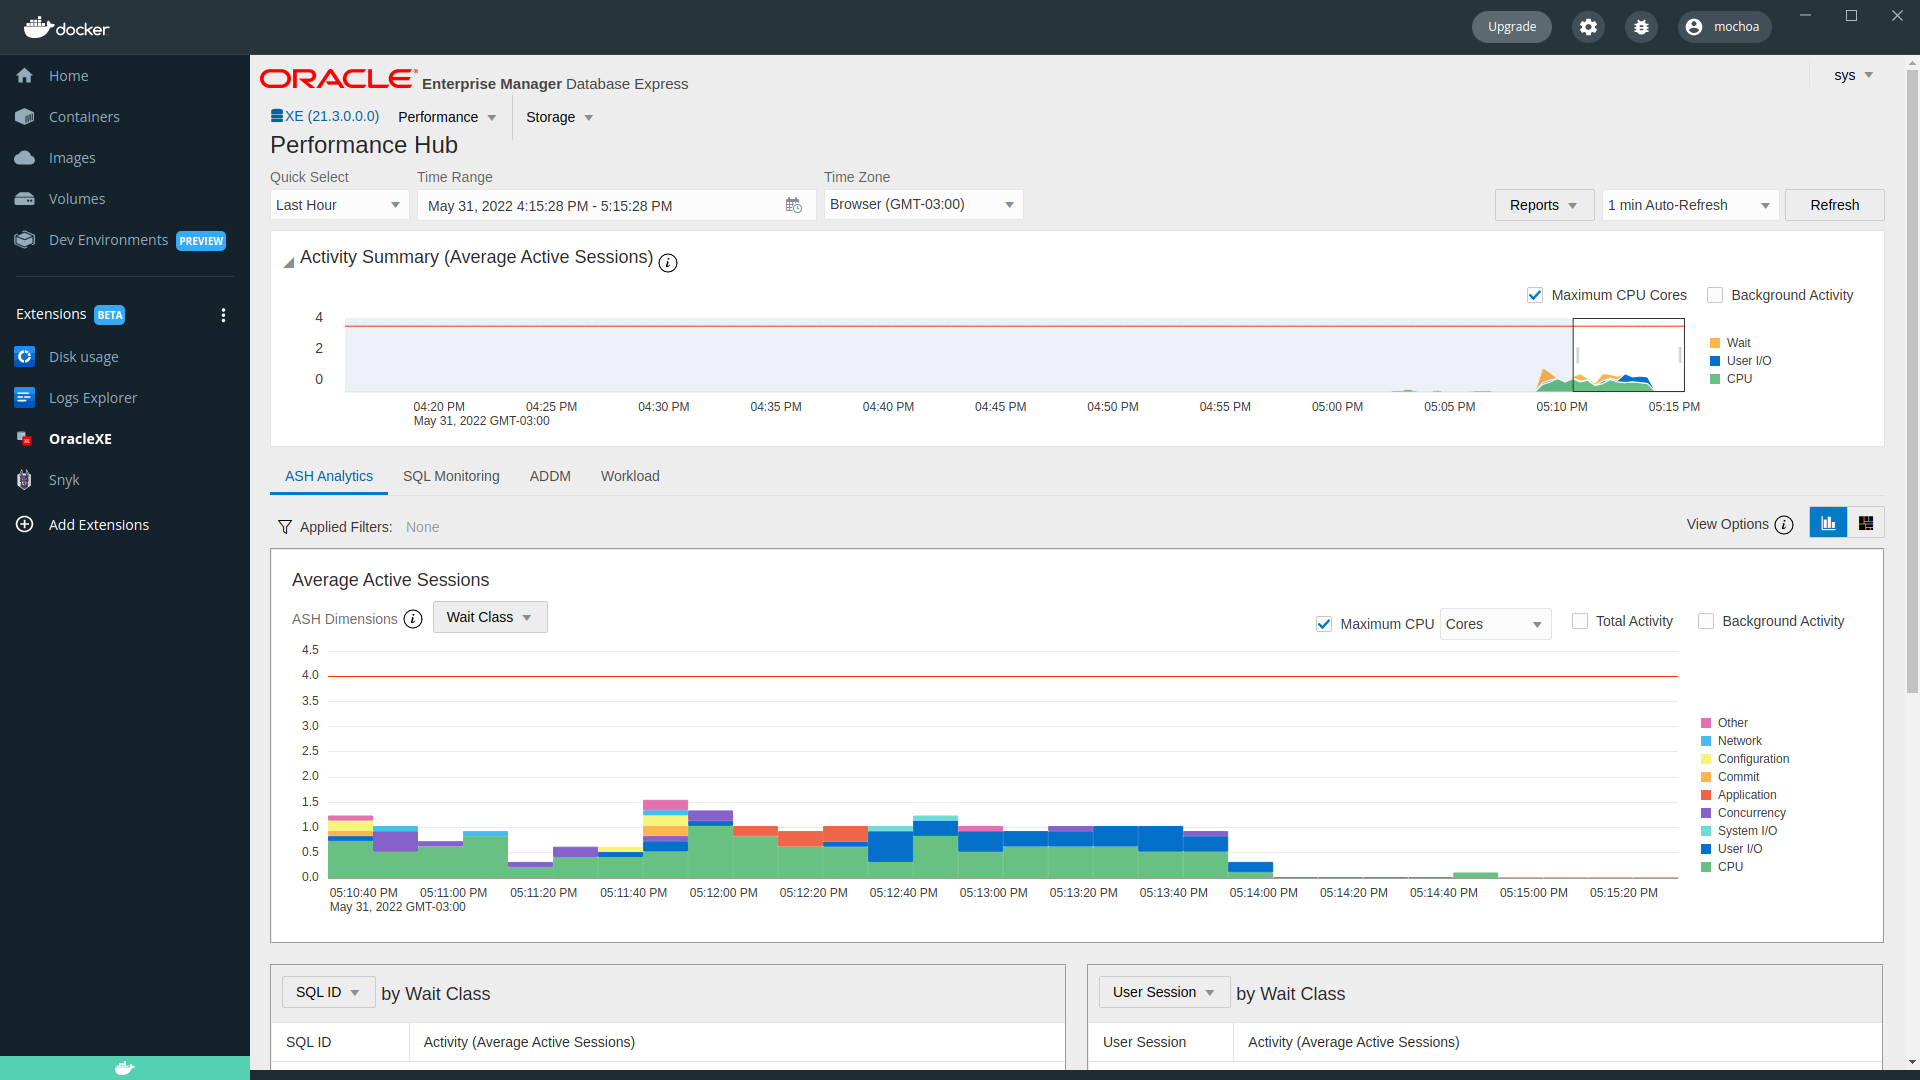 docker
Upgrade
mochoa
Home
Containers
Images
Volumes
Dev Environments PREVIEW
Extensions BETA
Disk usage
Logs Explorer
OracleXE
Snyk
Add Extensions
ORACLE Enterprise Manager Database Express
sys
XE (21.3.0.0.0) Performance Storage
Performance Hub
Quick Select Time Range Time Zone
Last Hour May 31, 2022 4:15:28 PM - 5:15:28 PM Browser (GMT-03:00) Reports 1 min Auto-Refresh Refresh
Activity Summary (Average Active Sessions) i
Maximum CPU Cores Background Activity
4
2
0
Wait
User I/O
CPU
04:20 PM 04:25 PM 04:30 PM 04:35 PM 04:40 PM 04:45 PM 04:50 PM 04:55 PM 05:00 PM 05:05 PM 05:10 PM 05:15 PM
May 31, 2022 GMT-03:00
ASH Analytics SQL Monitoring ADDM Workload
Applied Filters: None View Options i
Average Active Sessions
ASH Dimensions i Wait Class Maximum CPU Cores Total Activity Background Activity
4.5
4.0
3.5
3.0
2.5
2.0
1.5
1.0
0.5
0.0
Other
Network
Configuration
Commit
Application
Concurrency
System I/O
User I/O
CPU
05:10:40 PM 05:11:00 PM 05:11:20 PM 05:11:40 PM 05:12:00 PM 05:12:20 PM 05:12:40 PM 05:13:00 PM 05:13:20 PM 05:13:40 PM 05:14:00 PM 05:14:20 PM 05:14:40 PM 05:15:00 PM 05:15:20 PM
May 31, 2022 GMT-03:00
SQL ID by Wait Class
SQL ID Activity (Average Active Sessions)
User Session by Wait Class
User Session Activity (Average Active Sessions)